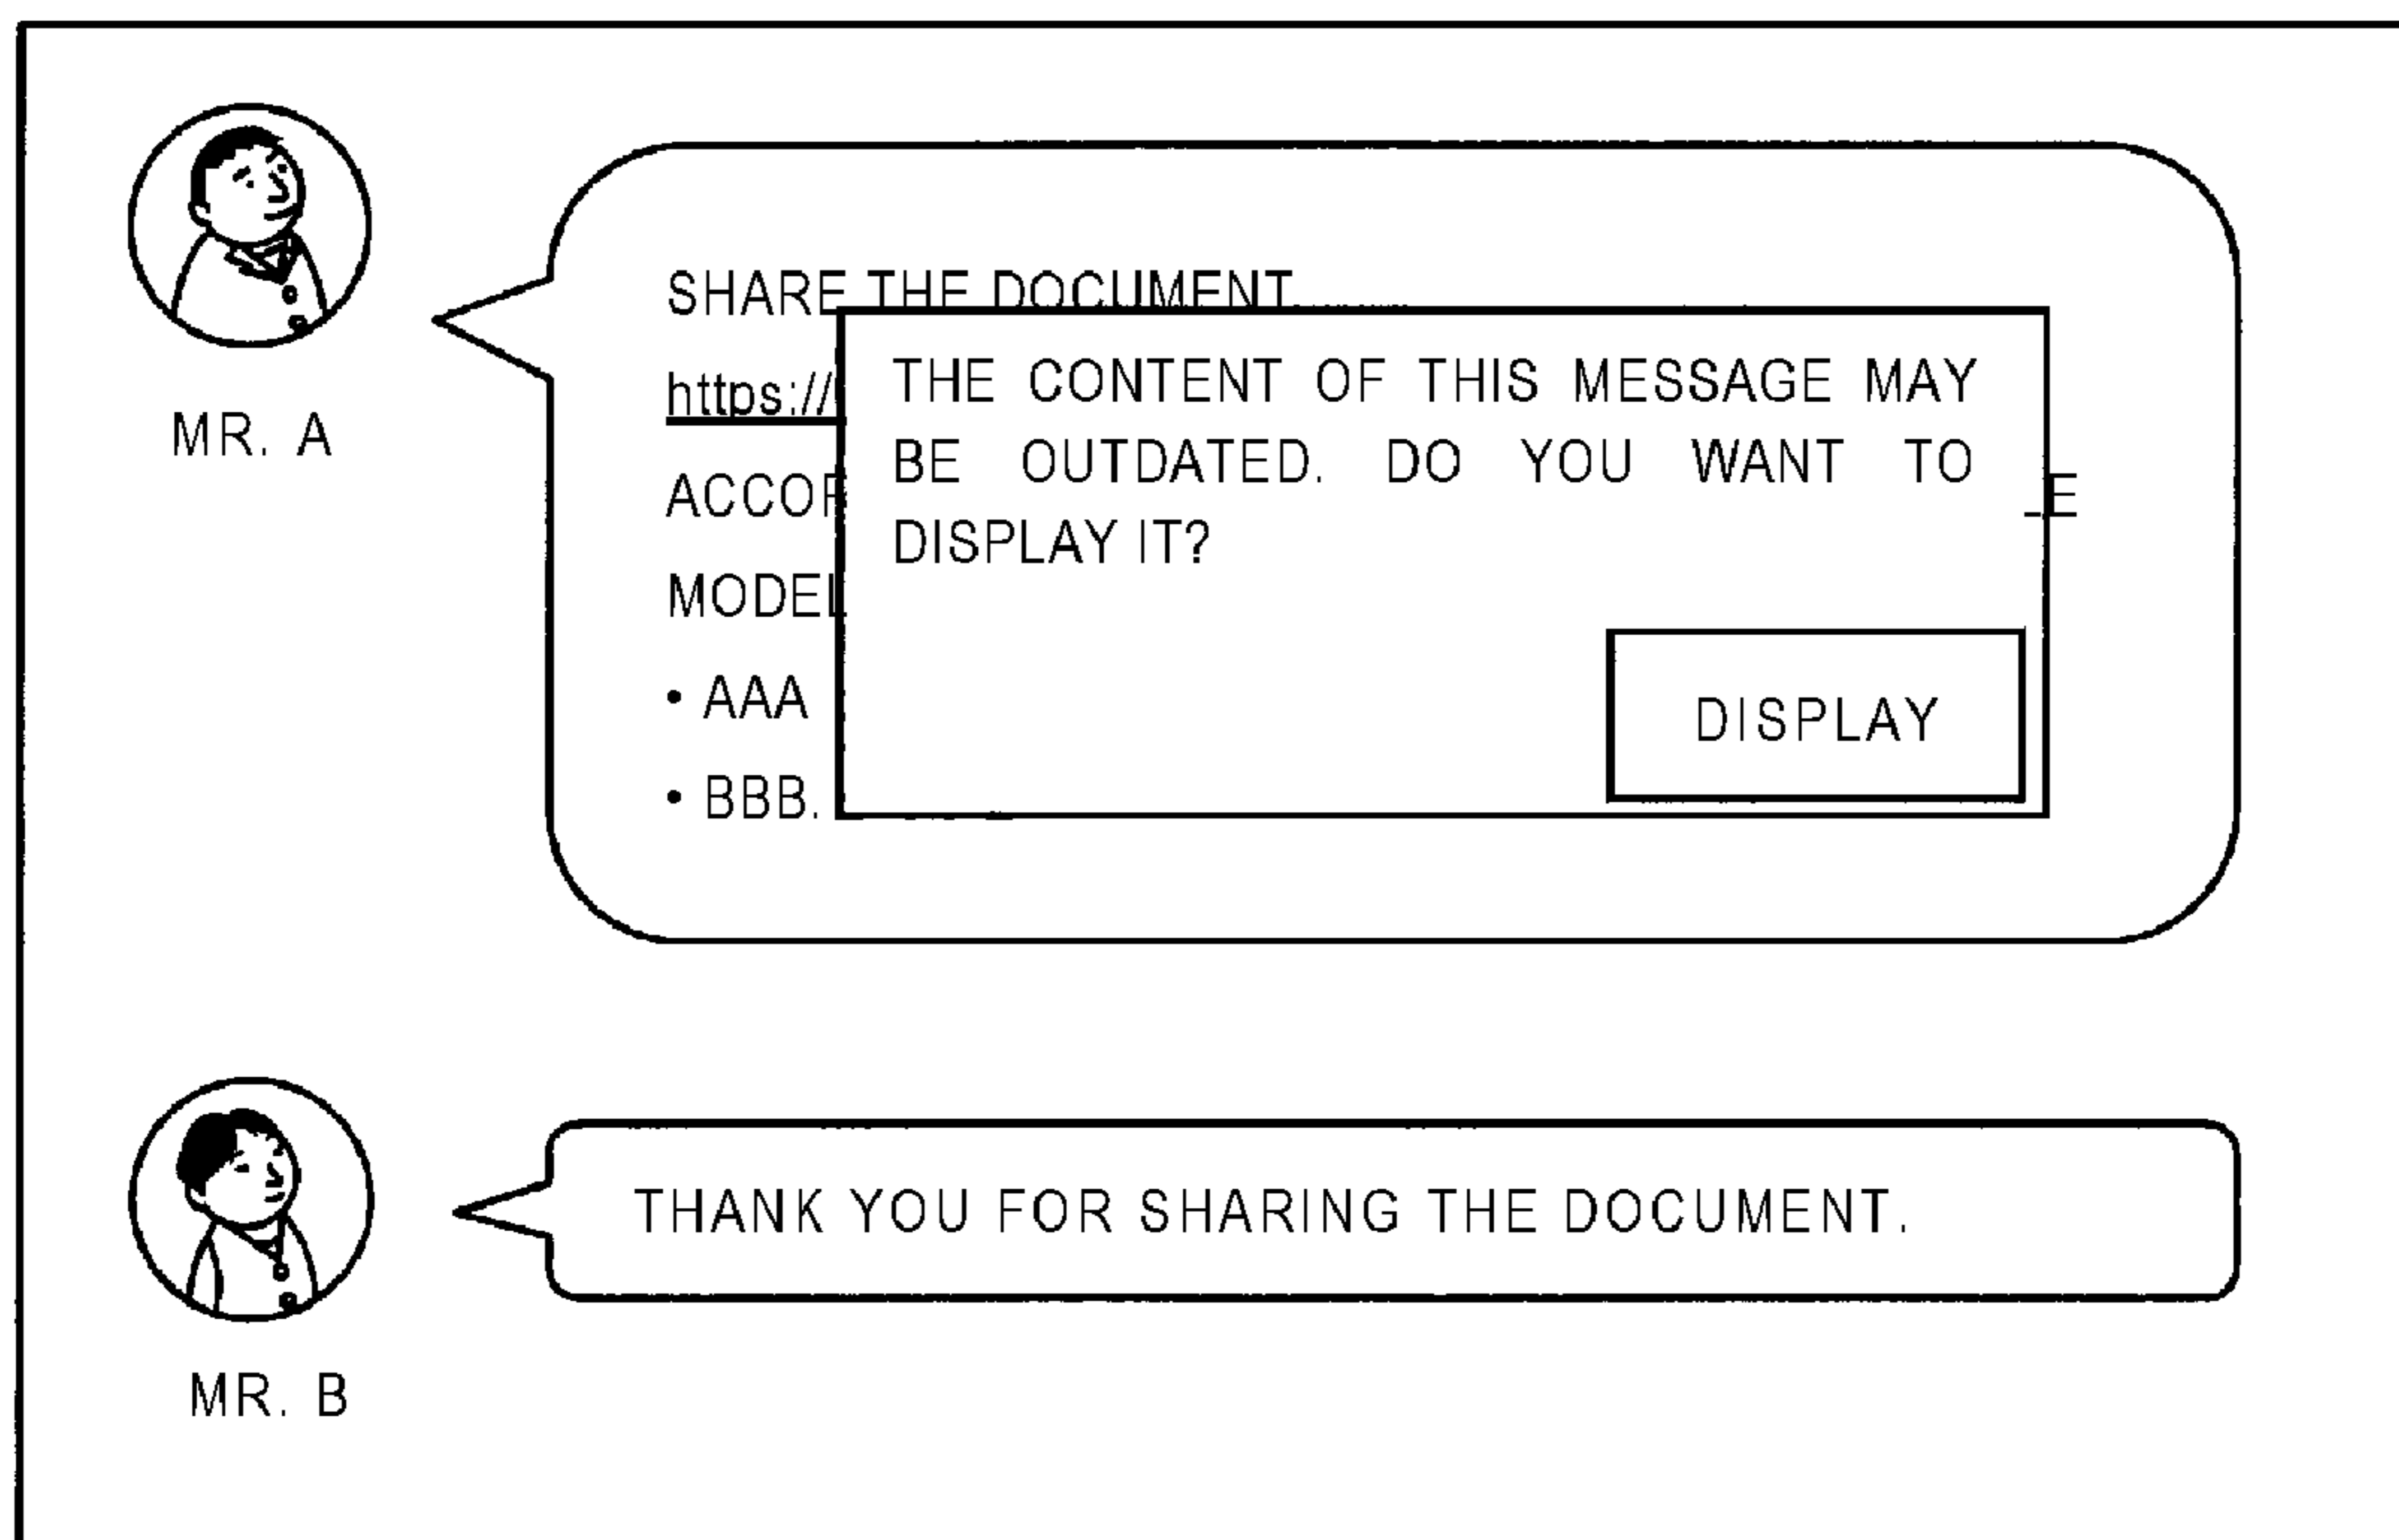 SHARE THE DOCUMENT
https://
THE CONTENT OF THIS MESSAGE MAY
BE OUTDATED. DO YOU WANT TO
DISPLAY IT?
MODEL
• AAA
• BBB.
DISPLAY
MR. A
THANK YOU FOR SHARING THE DOCUMENT.
MR. B